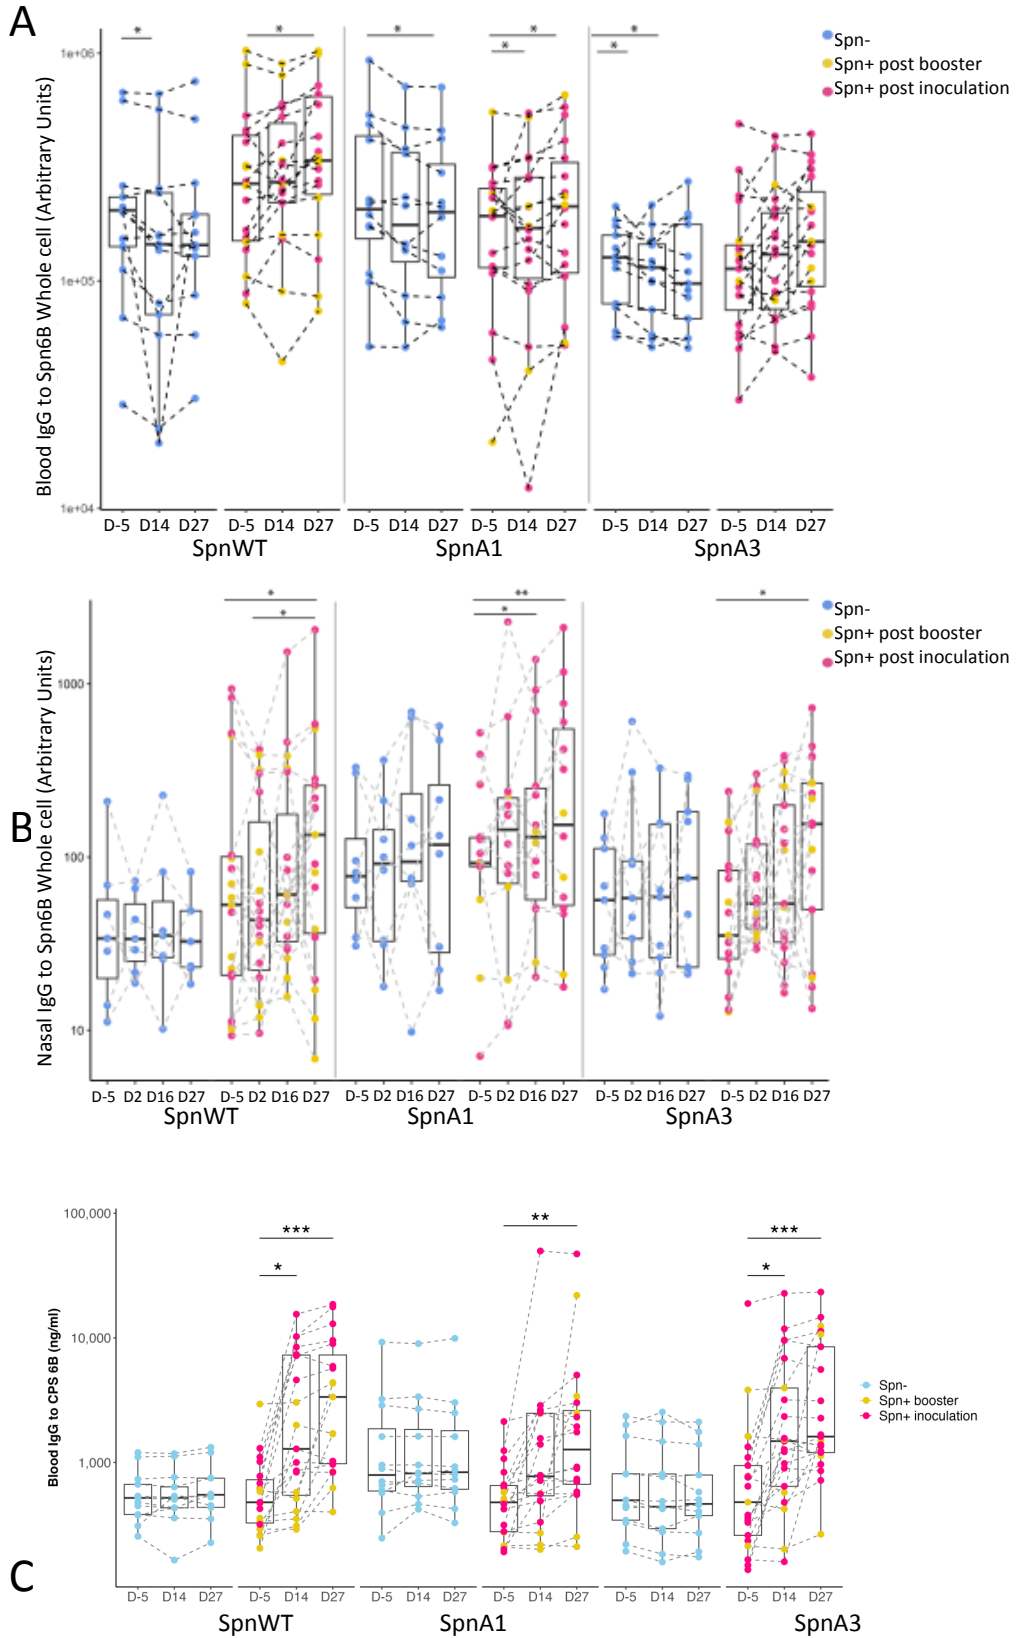 A
* * * * * * *
Spn-
Spn+ post booster
Spn+ post inoculation
Blood IgG to Spn6B Whole cell (Arbitrary Units)
1e+06
1e+05
1e+04
D-5 D14 D27 D-5 D14 D27 D-5 D14 D27 D-5 D14 D27 D-5 D14 D27 D-5 D14 D27
SpnWT SpnA1 SpnA3
B
* * ** * *
Spn-
Spn+ post booster
Spn+ post inoculation
Nasal IgG to Spn6B Whole cell (Arbitrary Units)
1000
100
10
D-5 D2 D16 D27 D-5 D2 D16 D27 D-5 D2 D16 D27 D-5 D2 D16 D27 D-5 D2 D16 D27 D-5 D2 D16 D27
SpnWT SpnA1 SpnA3
C
*** * ** *** *
Blood IgG to CPS 6B (ng/ml)
100,000
10,000
1,000
Spn-
Spn+ booster
Spn+ inoculation
D-5 D14 D27 D-5 D14 D27 D-5 D14 D27 D-5 D14 D27 D-5 D14 D27 D-5 D14 D27
SpnWT SpnA1 SpnA3